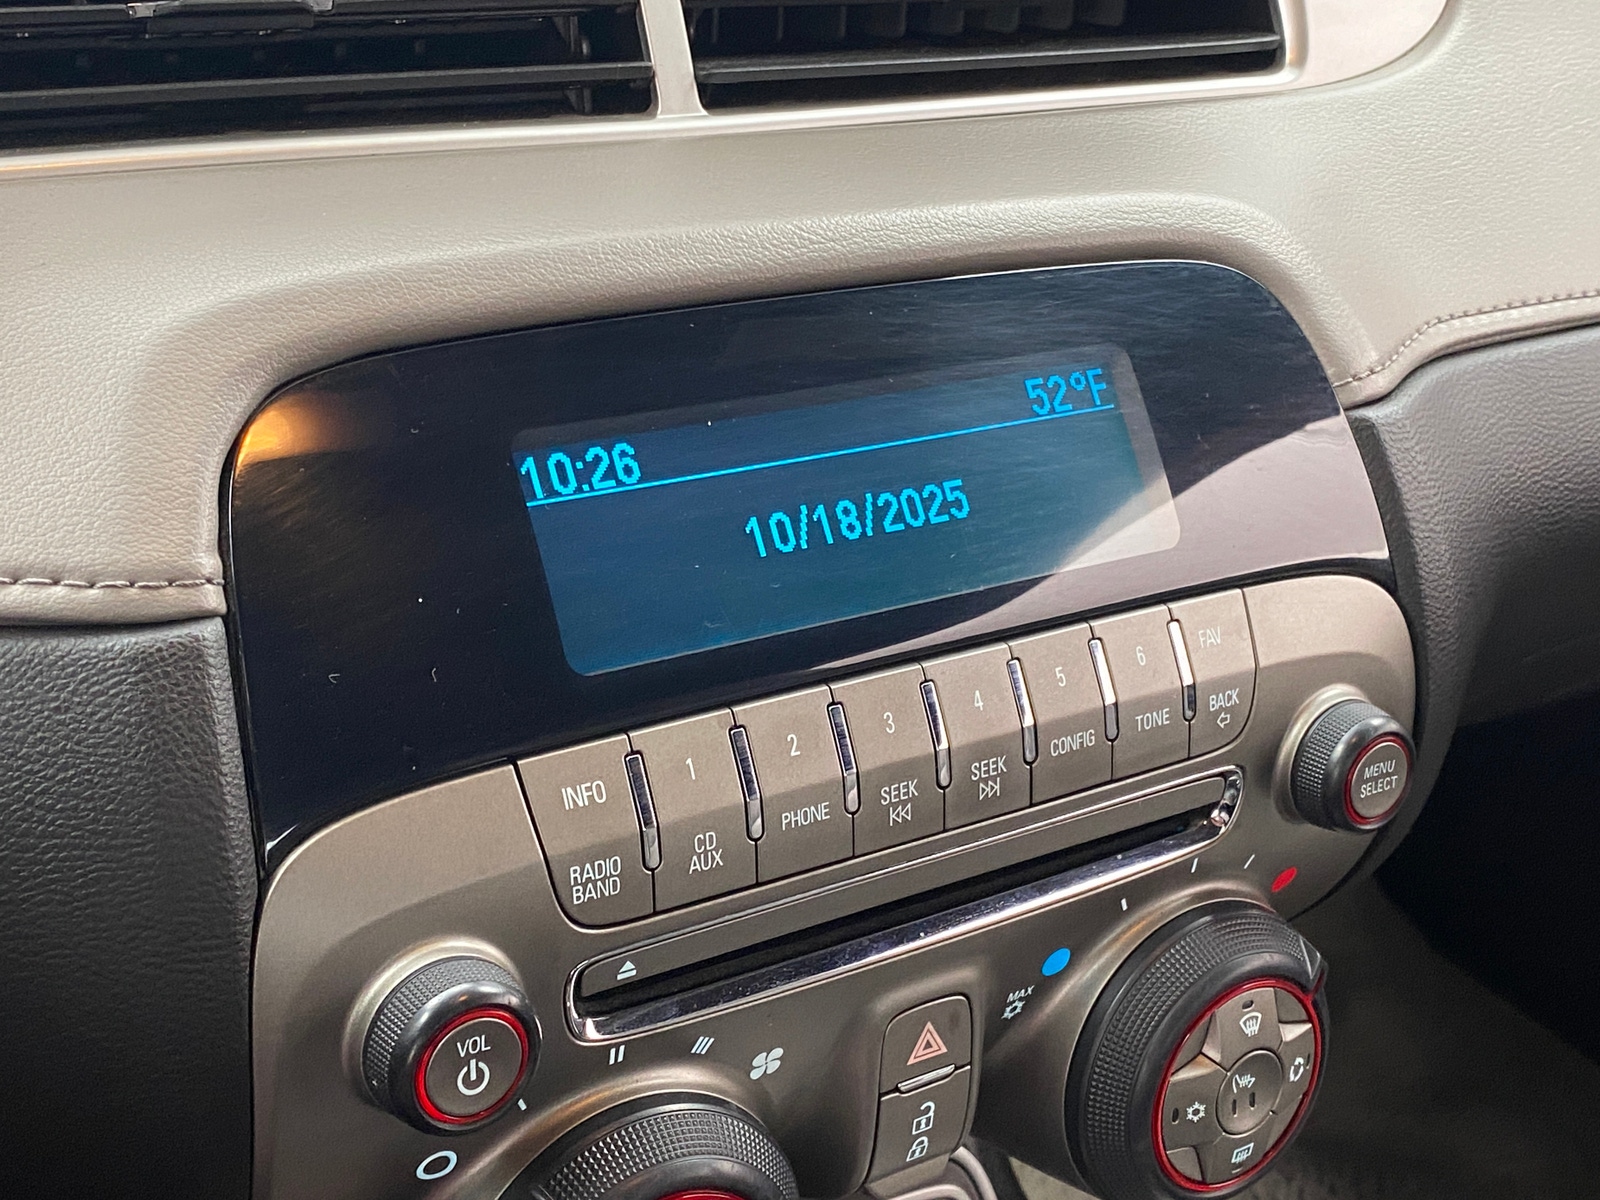 52°F
10:26
10/18/2025
INFO
RADIO
BAND
1
CD
AUX
2
PHONE
3
SEEK
4
SEEK
5
CONFIG
6
TONE
FAV
BACK
MENU
SELECT
VOL
MAX